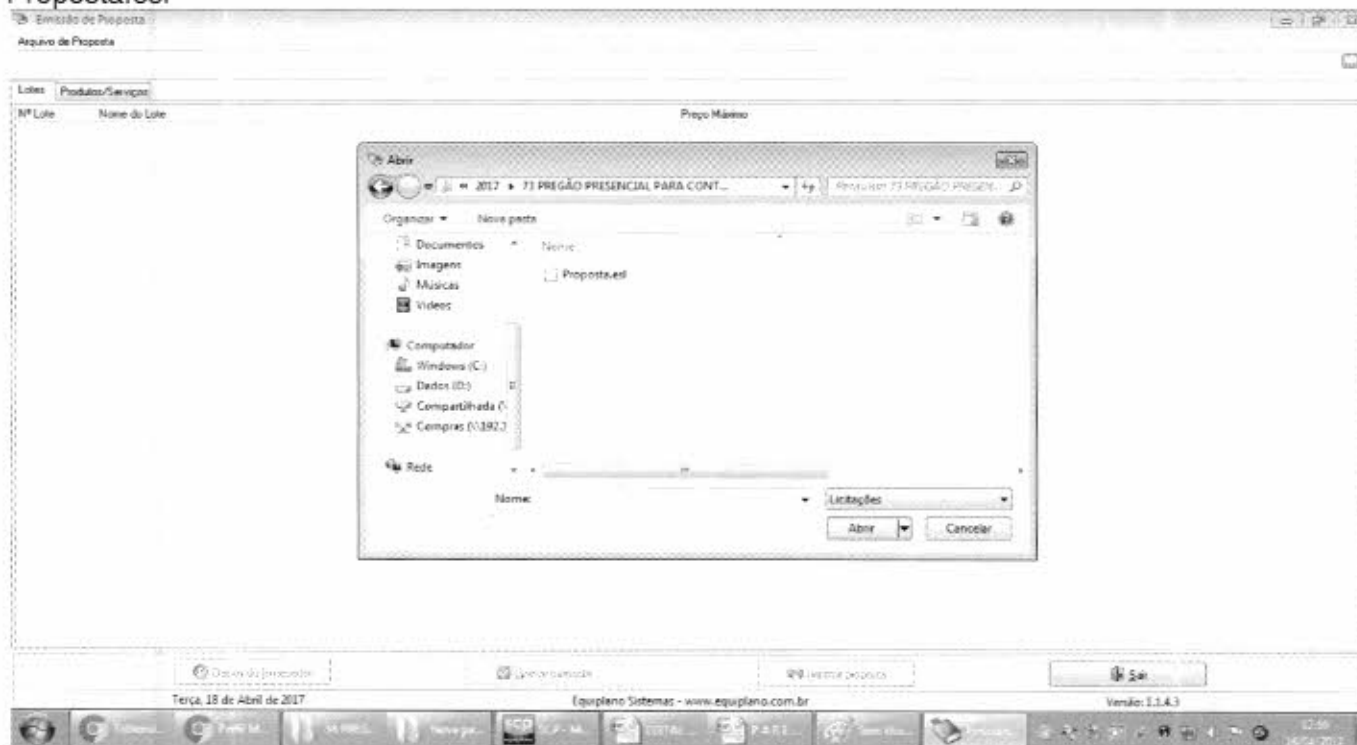 Proposta.esl
Emissão de Proposta
Arquivo de Proposta
Lotes Produtos/Serviços
Nº Lote Nome do Lote Preço Máximo
Abrir
« 2017 ▸ 73 PREGÃO PRESENCIAL PARA CONT...
Organizar Nova pasta
Documentos
Nome
Imagens
Proposta.esl
Músicas
Vídeos
Computador
Windows (C:)
Dados (D:)
Compartilhada (\
Compras (\\192.1
Rede
Nome: Licitações
Abrir Cancelar
Sair
Terça, 18 de Abril de 2017 Equiplano Sistemas - www.equiplano.com.br Versão: 1.1.4.3